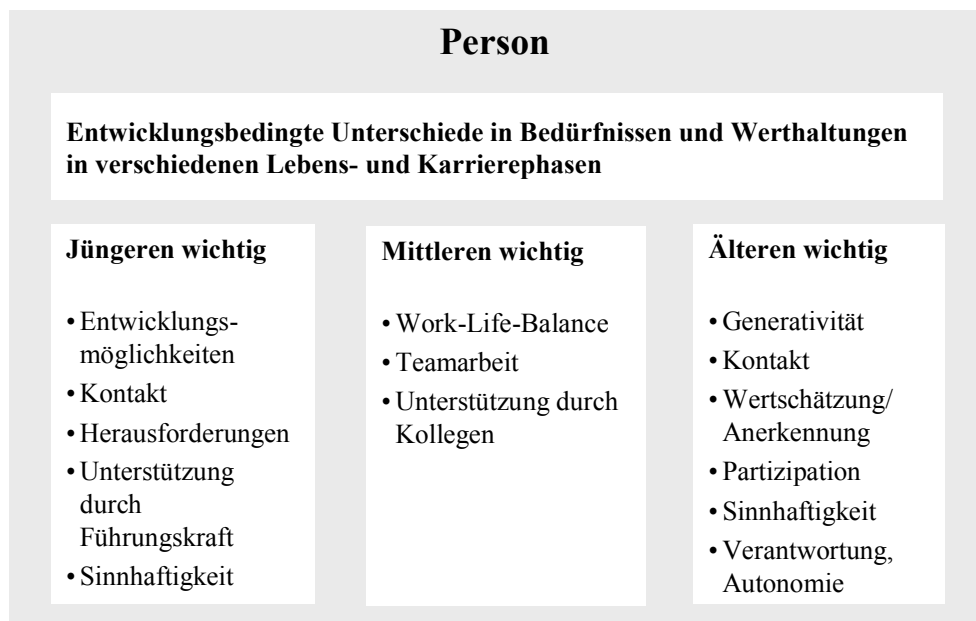 Person
Entwicklungsbedingte Unterschiede in Bedürfnissen und Werthaltungen
in verschiedenen Lebens- und Karrierephasen
Jüngeren wichtig
• Entwicklungs-
möglichkeiten
• Kontakt
• Herausforderungen
• Unterstützung
durch
Führungskraft
• Sinnhaftigkeit
Mittleren wichtig
• Work-Life-Balance
• Teamarbeit
• Unterstützung durch
Kollegen
Älteren wichtig
• Generativität
• Kontakt
• Wertschätzung/
Anerkennung
• Partizipation
• Sinnhaftigkeit
• Verantwortung,
Autonomie